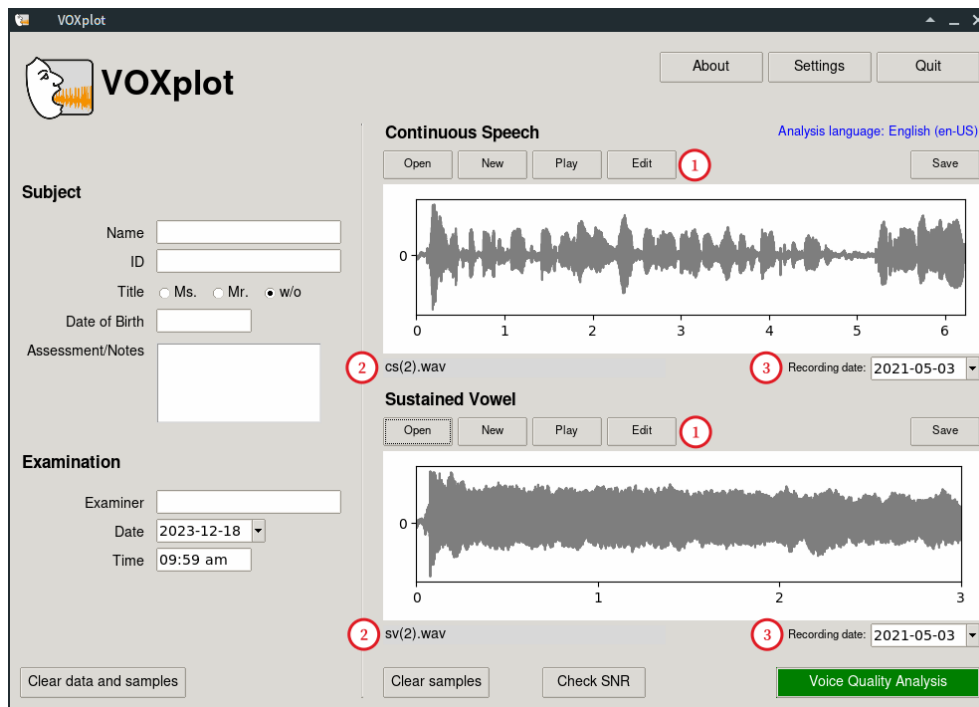 VOXplot
VOXplot
About Settings Quit
Continuous Speech
Analysis language: English (en-US)
Open New Play Edit 1 Save
0
0 1 2 3 4 5 6
2 cs(2).wav 3 Recording date: 2021-05-03
Subject
Name
ID
Title Ms. Mr. w/o
Date of Birth
Assessment/Notes
Sustained Vowel
Open New Play Edit 1 Save
0
0 1 2 3
2 sv(2).wav 3 Recording date: 2021-05-03
Examination
Examiner
Date 2023-12-18
Time 09:59 am
Clear data and samples Clear samples Check SNR Voice Quality Analysis